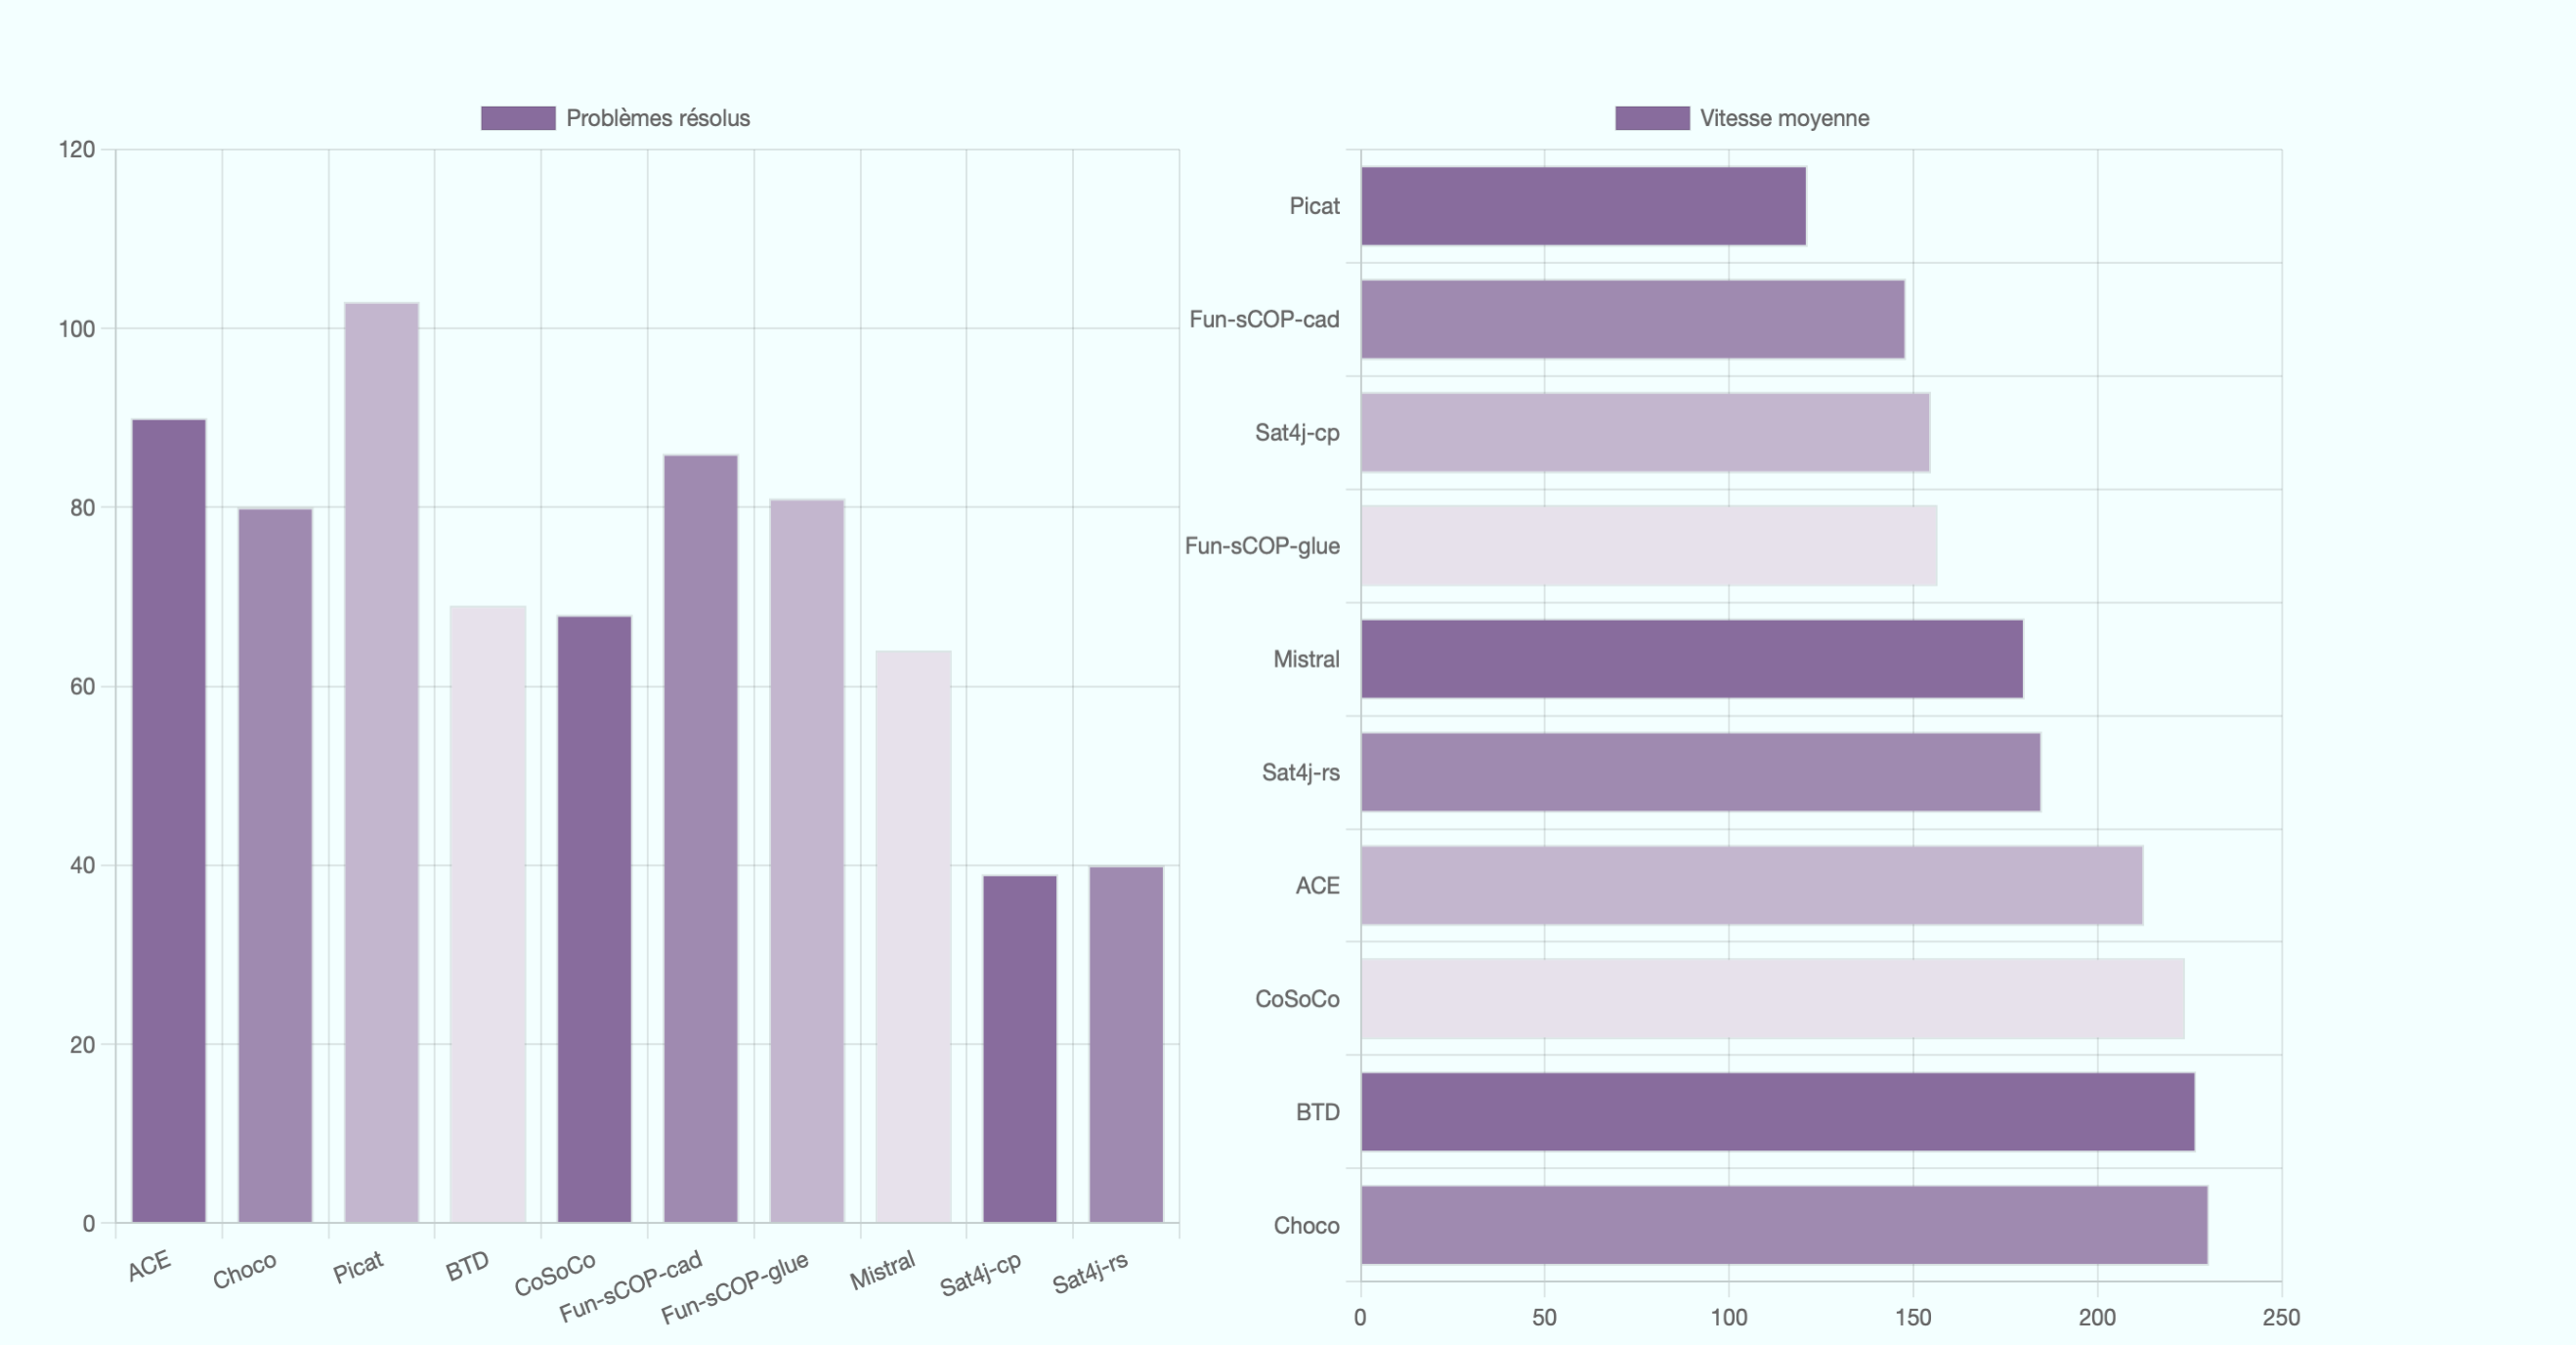 Problèmes résolus
120
100
80
60
40
20
0
ACE
Choco
Picat
BTD
CoSoCo
Fun-sCOP-cad
Fun-sCOP-glue
Mistral
Sat4j-cp
Sat4j-rs
Vitesse moyenne
Picat
Fun-sCOP-cad
Sat4j-cp
Fun-sCOP-glue
Mistral
Sat4j-rs
ACE
CoSoCo
BTD
Choco
0 50 100 150 200 250